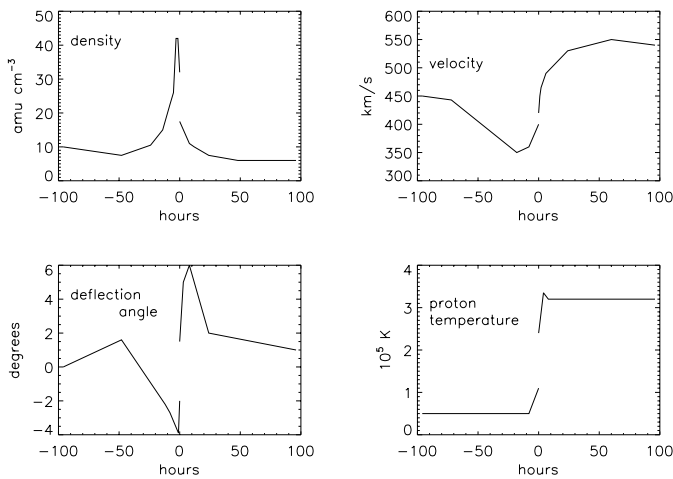 50
40
30
20
10
0
amu cm⁻³
density
−100 −50 0 50 100
hours
600
550
500
450
400
350
300
km/s
velocity
−100 −50 0 50 100
hours
6
4
2
0
−2
−4
degrees
deflection
angle
−100 −50 0 50 100
hours
4
3
2
1
0
10⁵ K
proton
temperature
−100 −50 0 50 100
hours